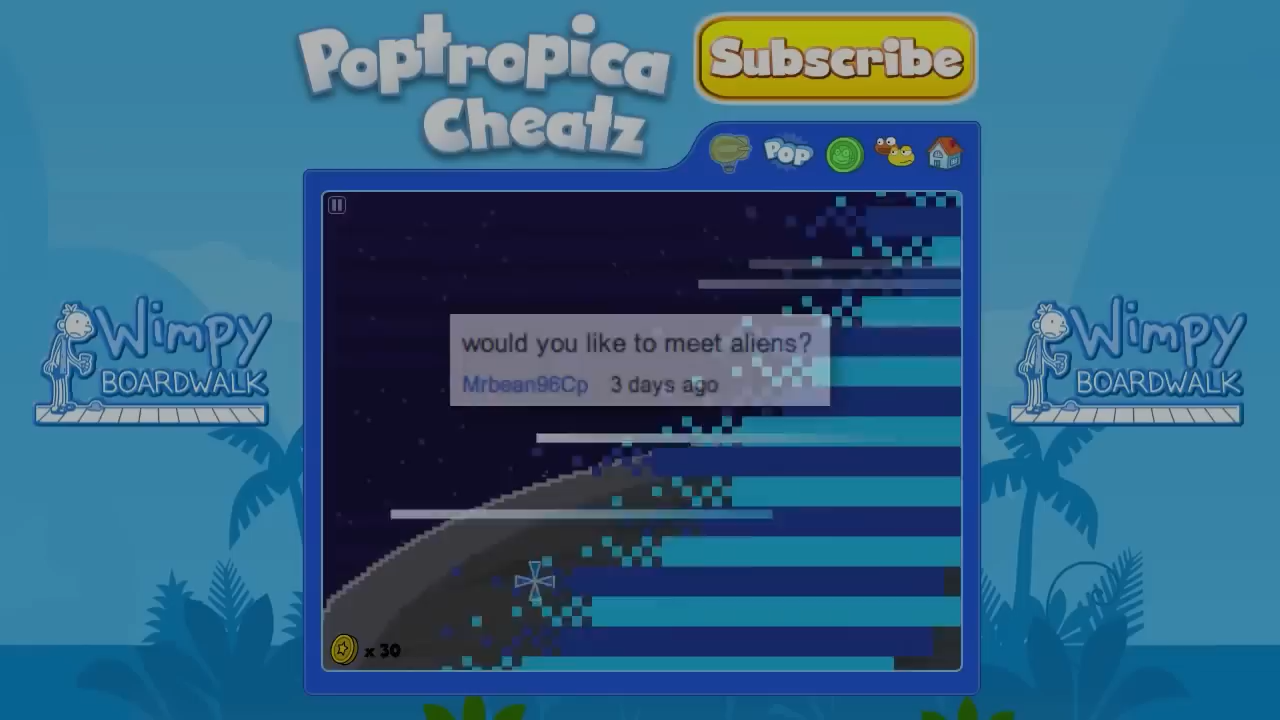 Poptropica
Cheatz
Subscribe
POP
would you like to meet aliens?
Mrbean96Cp 3 days ago
Wimpy
BOARDWALK
Wimpy
BOARDWALK
x 30